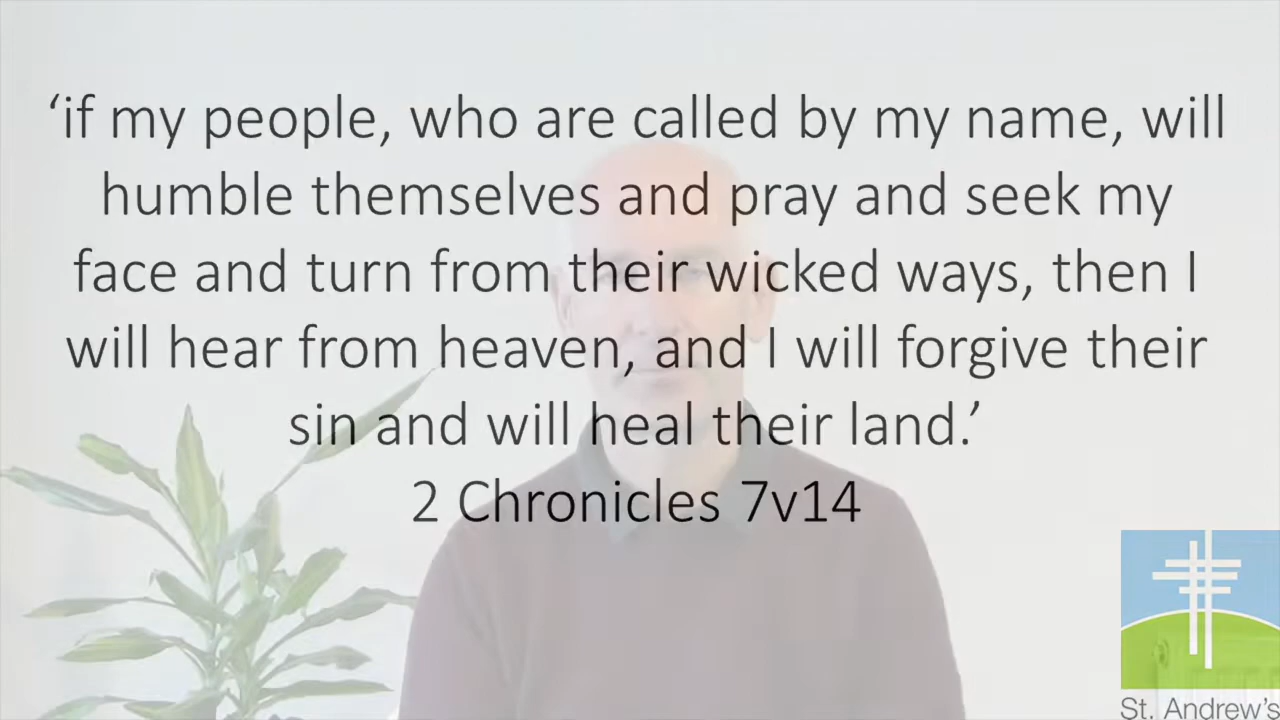 ‘if my people, who are called by my name, will
humble themselves and pray and seek my
face and turn from their wicked ways, then I
will hear from heaven, and I will forgive their
sin and will heal their land.’
2 Chronicles 7v14
St. Andrew's